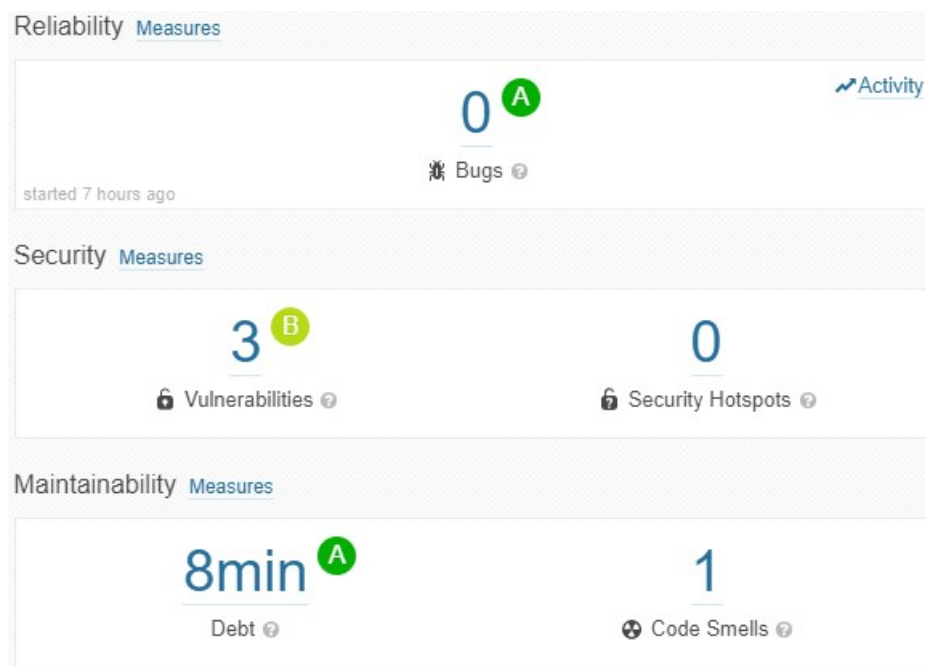 Reliability Measures
Activity
0 A
Bugs ?
started 7 hours ago
Security Measures
3 B
0
Vulnerabilities ?
Security Hotspots ?
Maintainability Measures
8min A
1
Debt ?
Code Smells ?